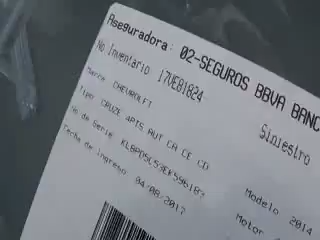 Aseguradora: 02-SEGUROS BBVA BANC
No Inventario 17VE81824
Siniestro
Marca CHEVROLET
Tipo CRUZE 4PTS AUT CA CE CD
No de Serie
Modelo 2014
Fecha de Ingreso 04/08/2017
Motor